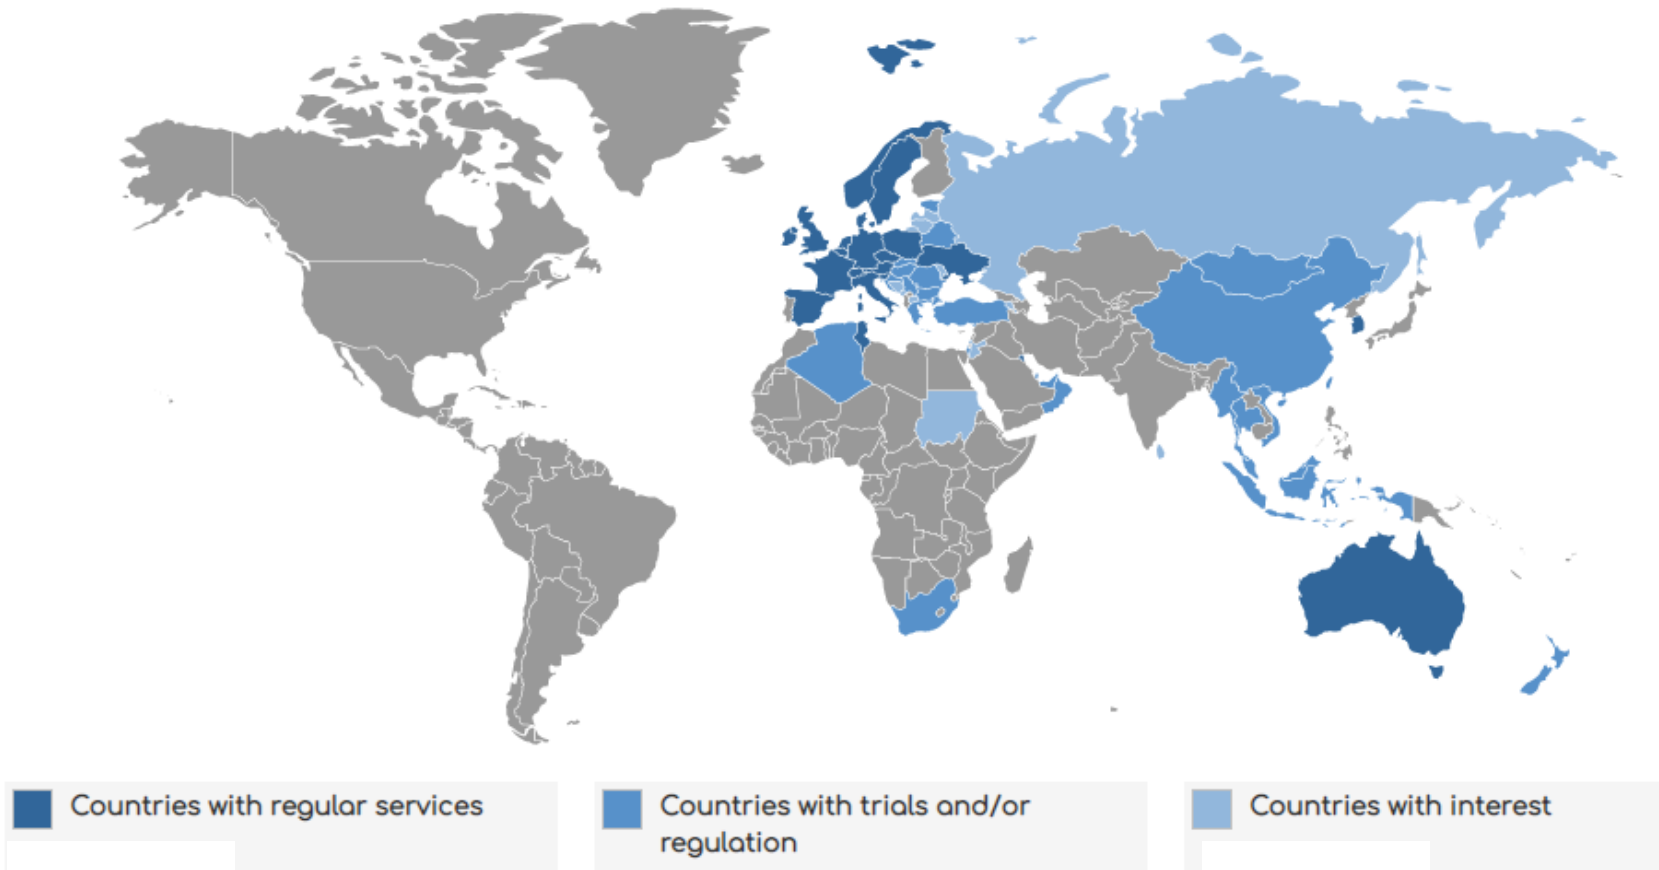 Countries with regular services
Countries with trials and/or
regulation
Countries with interest